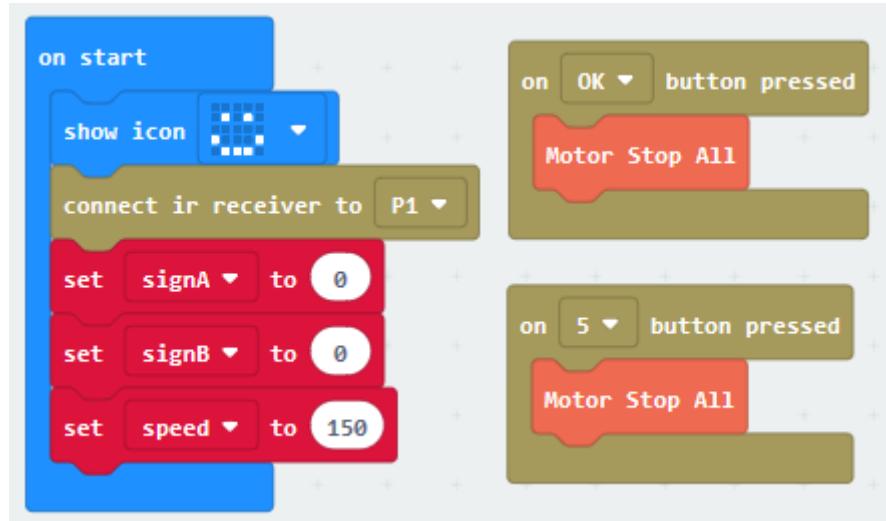 on start
show icon
connect ir receiver to P1
set signA to 0
set signB to 0
set speed to 150
on OK button pressed
Motor Stop All
on 5 button pressed
Motor Stop All